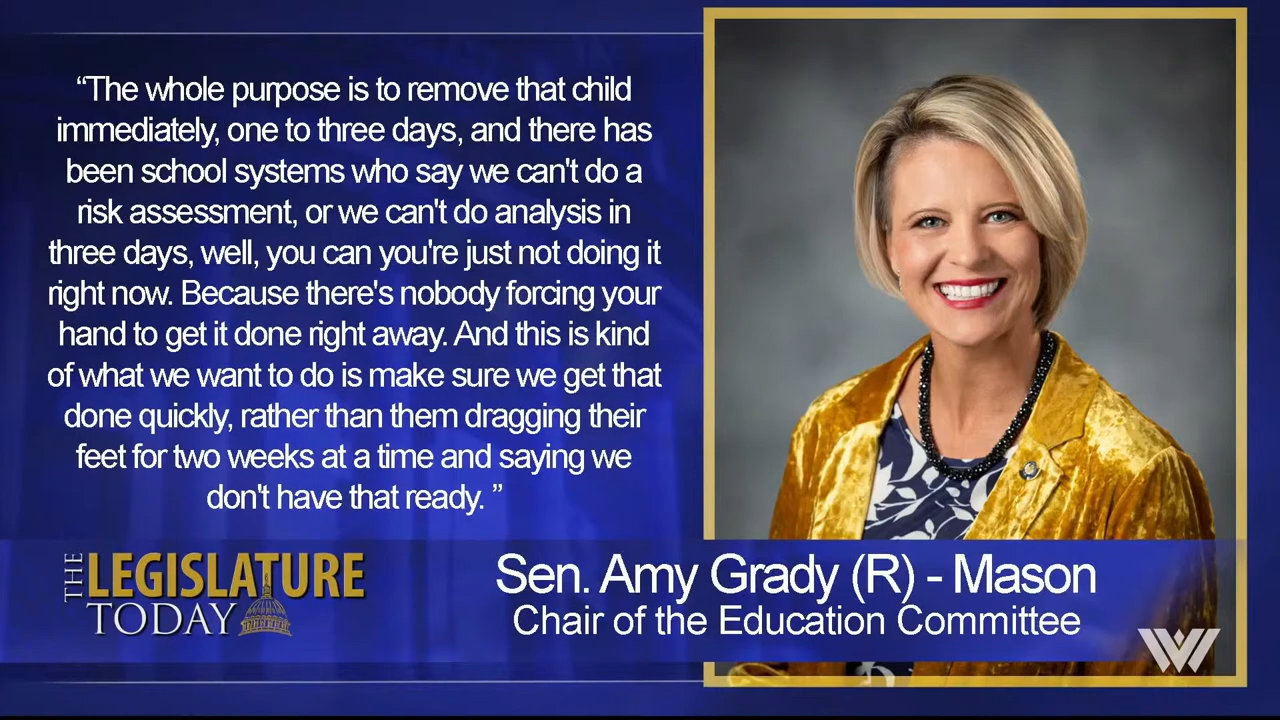 “The whole purpose is to remove that child
immediately, one to three days, and there has
been school systems who say we can't do a
risk assessment, or we can't do analysis in
three days, well, you can you're just not doing it
right now. Because there's nobody forcing your
hand to get it done right away. And this is kind
of what we want to do is make sure we get that
done quickly, rather than them dragging their
feet for two weeks at a time and saying we
don't have that ready. ”
THE LEGISLATURE
TODAY
Sen. Amy Grady (R) - Mason
Chair of the Education Committee